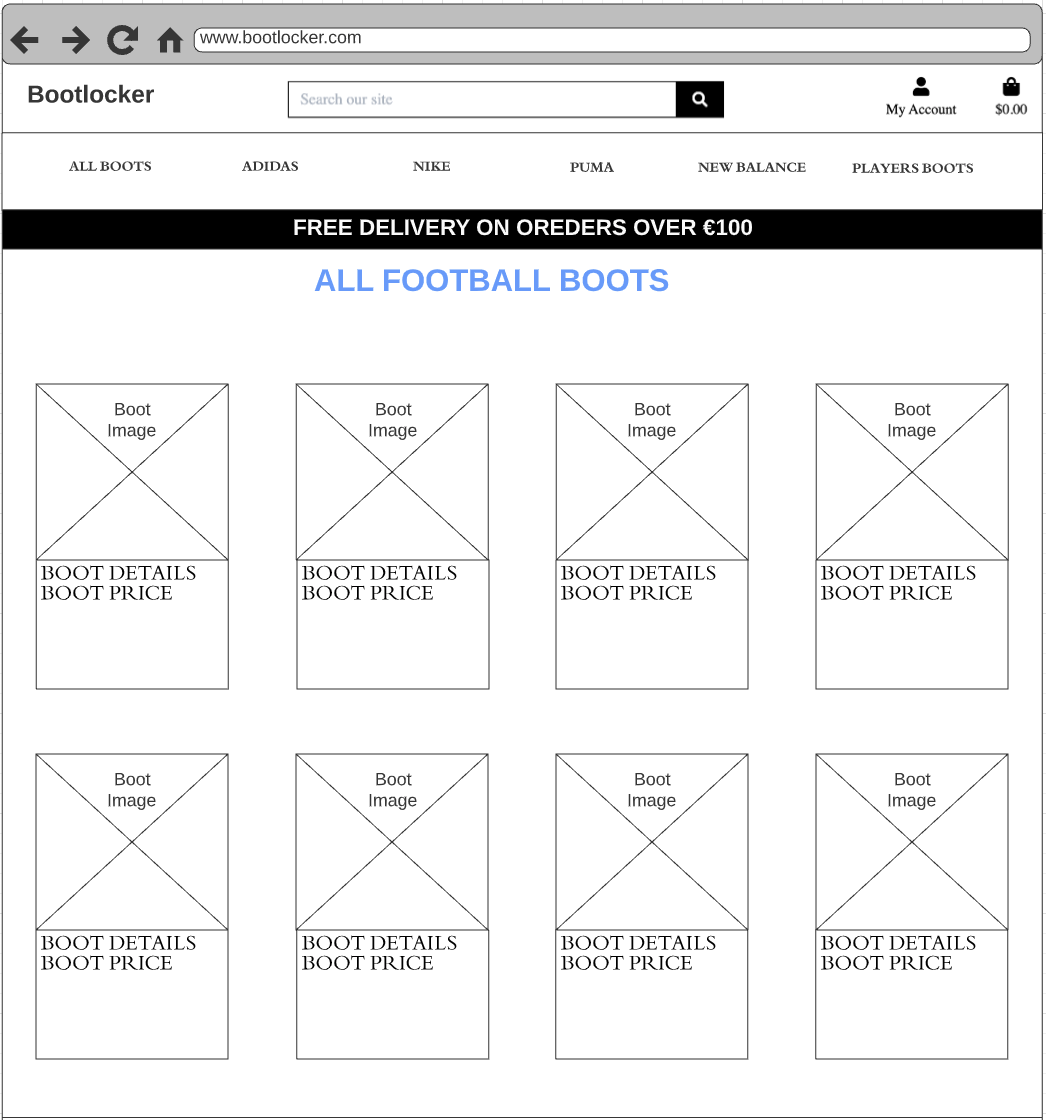 www.bootlocker.com
Bootlocker
Search our site
My Account
$0.00
ALL BOOTS
ADIDAS
NIKE
PUMA
NEW BALANCE
PLAYERS BOOTS
FREE DELIVERY ON OREDERS OVER €100
ALL FOOTBALL BOOTS
Boot
Image
BOOT DETAILS
BOOT PRICE
Boot
Image
BOOT DETAILS
BOOT PRICE
Boot
Image
BOOT DETAILS
BOOT PRICE
Boot
Image
BOOT DETAILS
BOOT PRICE
Boot
Image
BOOT DETAILS
BOOT PRICE
Boot
Image
BOOT DETAILS
BOOT PRICE
Boot
Image
BOOT DETAILS
BOOT PRICE
Boot
Image
BOOT DETAILS
BOOT PRICE